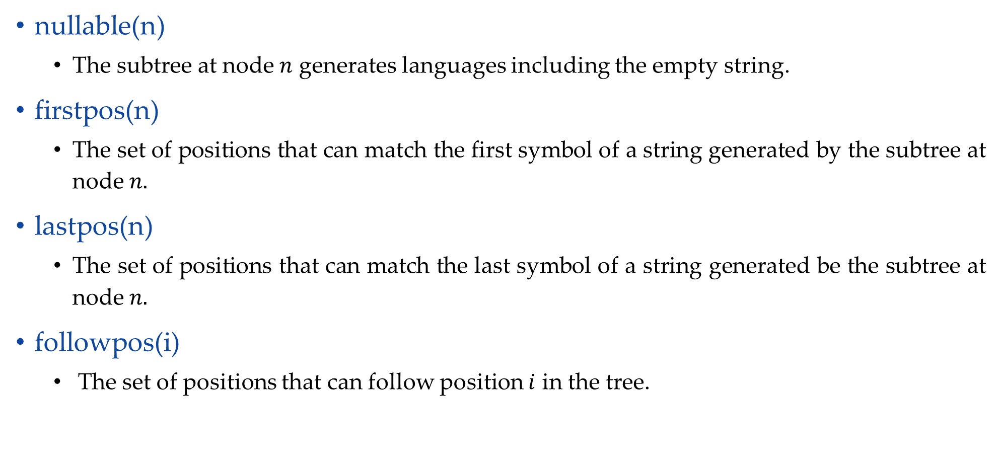 • nullable(n)
• The subtree at node n generates languages including the empty string.
• firstpos(n)
• The set of positions that can match the first symbol of a string generated by the subtree at
node n.
• lastpos(n)
• The set of positions that can match the last symbol of a string generated be the subtree at
node n.
• followpos(i)
• The set of positions that can follow position i in the tree.